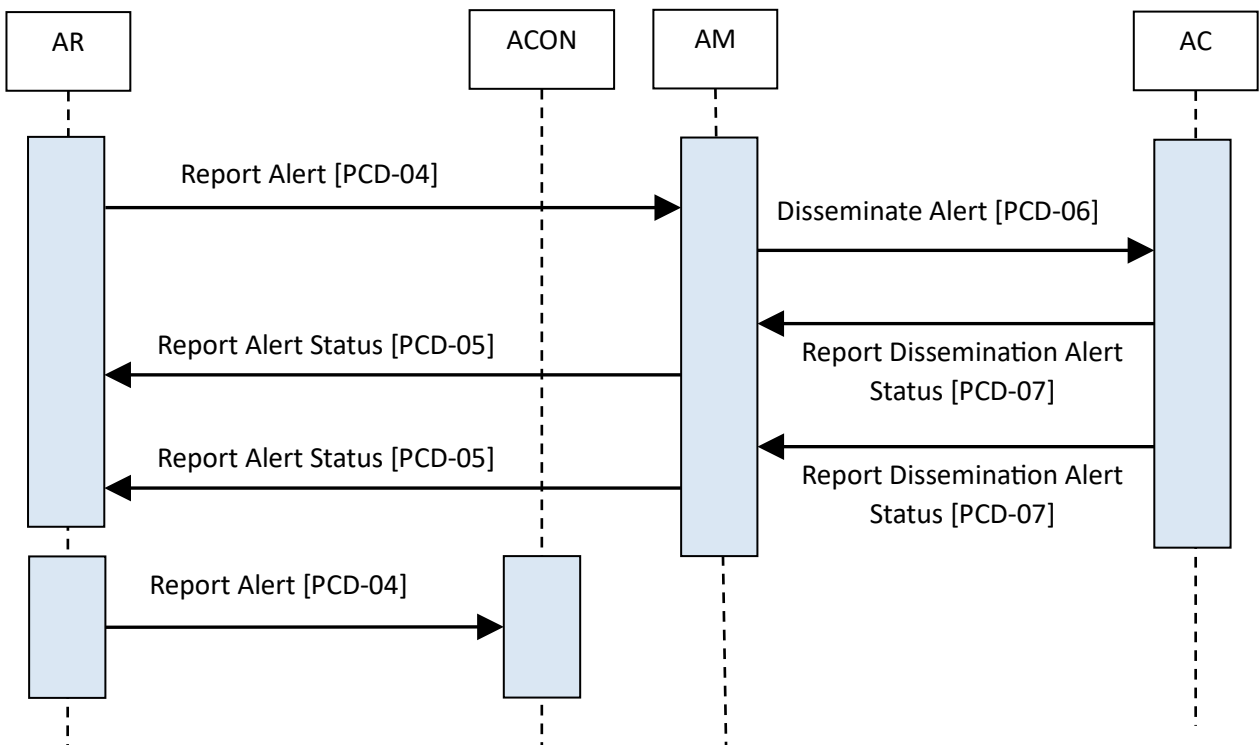 AR
ACON
AM
AC
Report Alert [PCD-04]
Disseminate Alert [PCD-06]
Report Alert Status [PCD-05]
Report Dissemination Alert
Status [PCD-07]
Report Alert Status [PCD-05]
Report Dissemination Alert
Status [PCD-07]
Report Alert [PCD-04]